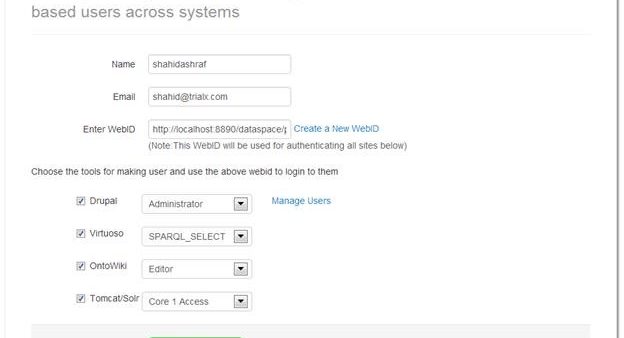 based users across systems
Name shahidashraf
Email shahid@trialx.com
Enter WebID http://localhost:8890/dataspace/p Create a New WebID
(Note:This WebID will be used for authenticating all sites below)
Choose the tools for making user and use the above webid to login to them
Drupal Administrator Manage Users
Virtuoso SPARQL_SELECT
OntoWiki Editor
Tomcat/Solr Core 1 Access